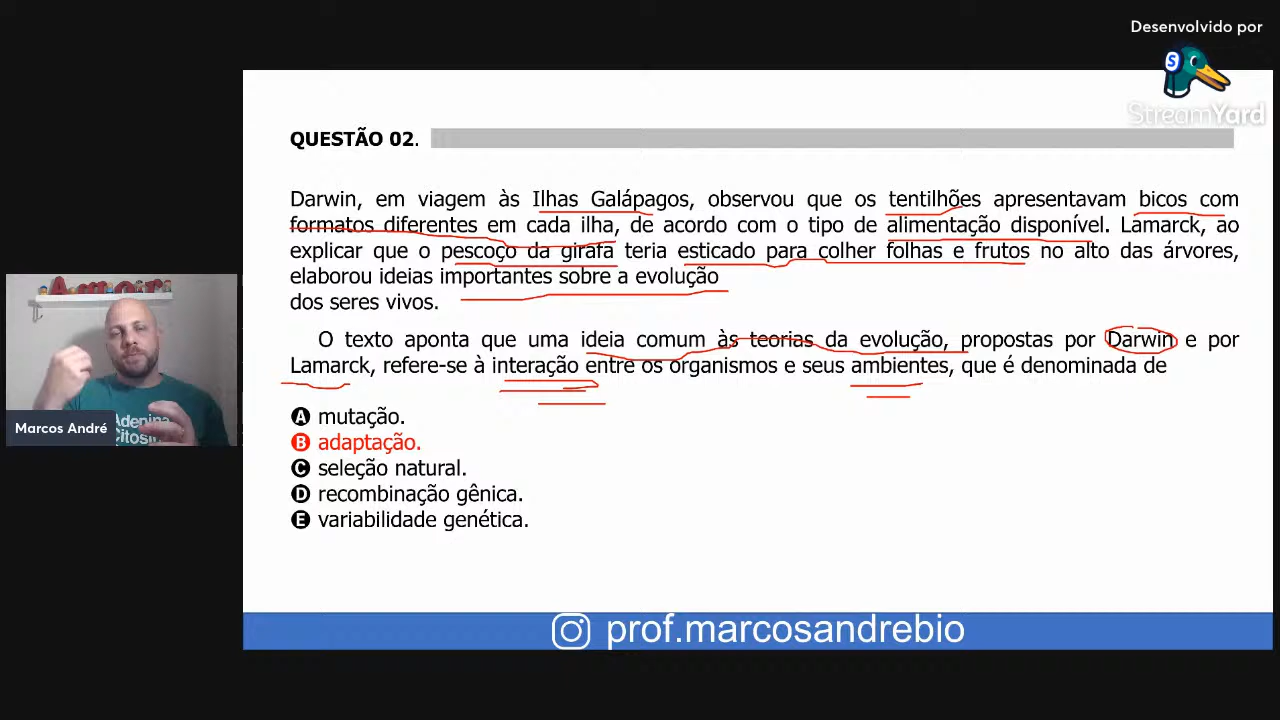 Desenvolvido por
StreamYard
QUESTÃO 02.
Darwin, em viagem às Ilhas Galápagos, observou que os tentilhões apresentavam bicos com
formatos diferentes em cada ilha, de acordo com o tipo de alimentação disponível. Lamarck, ao
explicar que o pescoço da girafa teria esticado para colher folhas e frutos no alto das árvores,
elaborou ideias importantes sobre a evolução
dos seres vivos.
O texto aponta que uma ideia comum às teorias da evolução, propostas por Darwin e por
Lamarck, refere-se à interação entre os organismos e seus ambientes, que é denominada de
A mutação.
B adaptação.
C seleção natural.
D recombinação gênica.
E variabilidade genética.
Amor
Adenina
Citosi
Marcos André
prof.marcosandrebio